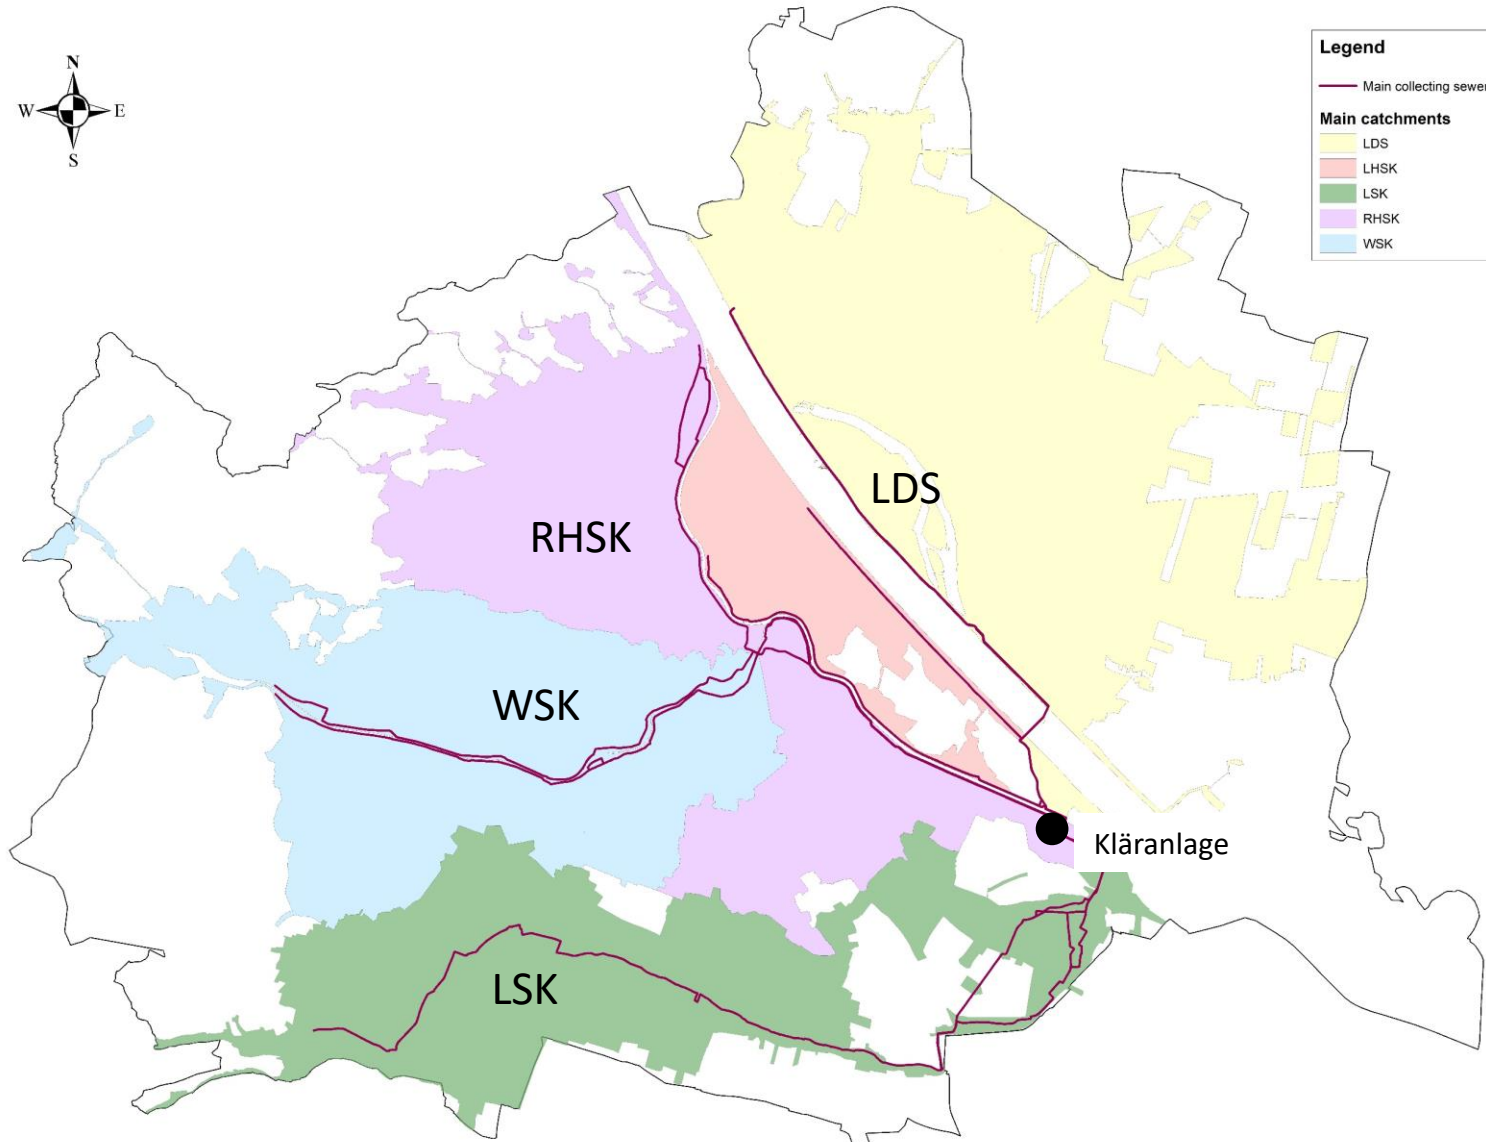 N
W E
S
Legend
Main collecting sewer
Main catchments
LDS
LHSK
LSK
RHSK
WSK
LDS
RHSK
WSK
Kläranlage
LSK